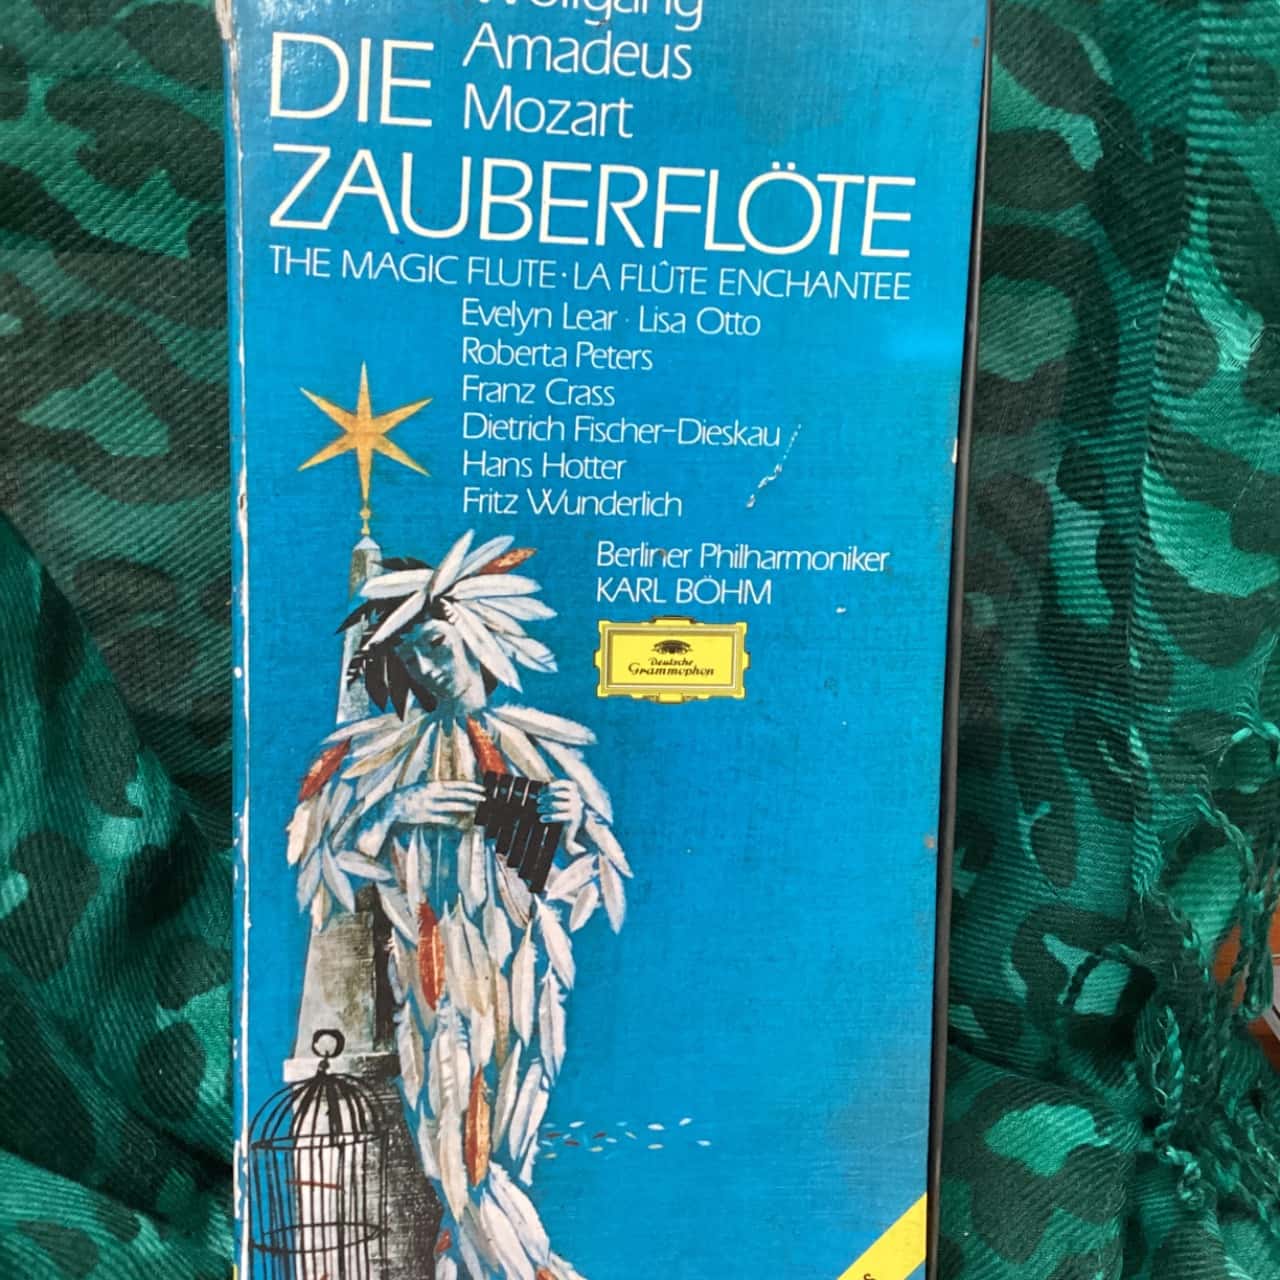 Wolfgang
Amadeus
Mozart
DIE
ZAUBERFLÖTE
THE MAGIC FLUTE · LA FLÛTE ENCHANTEE
Evelyn Lear · Lisa Otto
Roberta Peters
Franz Crass
Dietrich Fischer-Dieskau
Hans Hotter
Fritz Wunderlich
Berliner Philharmoniker
KARL BÖHM
Deutsche
Grammophon